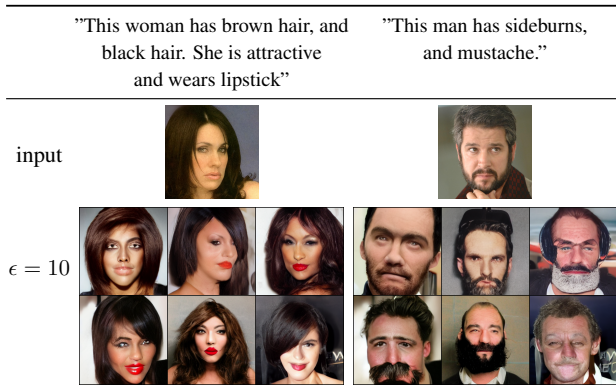 ”This woman has brown hair, and
black hair. She is attractive
and wears lipstick”
”This man has sideburns,
and mustache.”
input
ϵ = 10